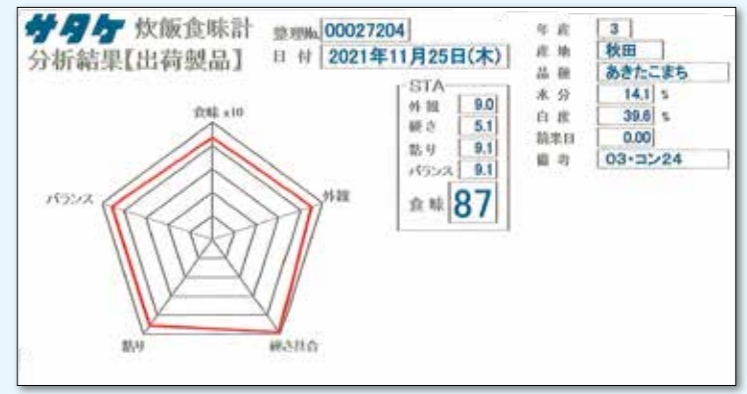 サタケ 炊飯食味計
分析結果【出荷製品】
整理No. 00027204
日付 2021年11月25日(木)
年産 3
産地 秋田
品種 あきたこまち
水分 14.1 %
白度 39.6 %
精米日 0.00
備考 03・コン24
STA
外観 9.0
硬さ 5.1
粘り 9.1
バランス 9.1
食味 87
食味 x10
バランス
外観
粘り
硬さ具合